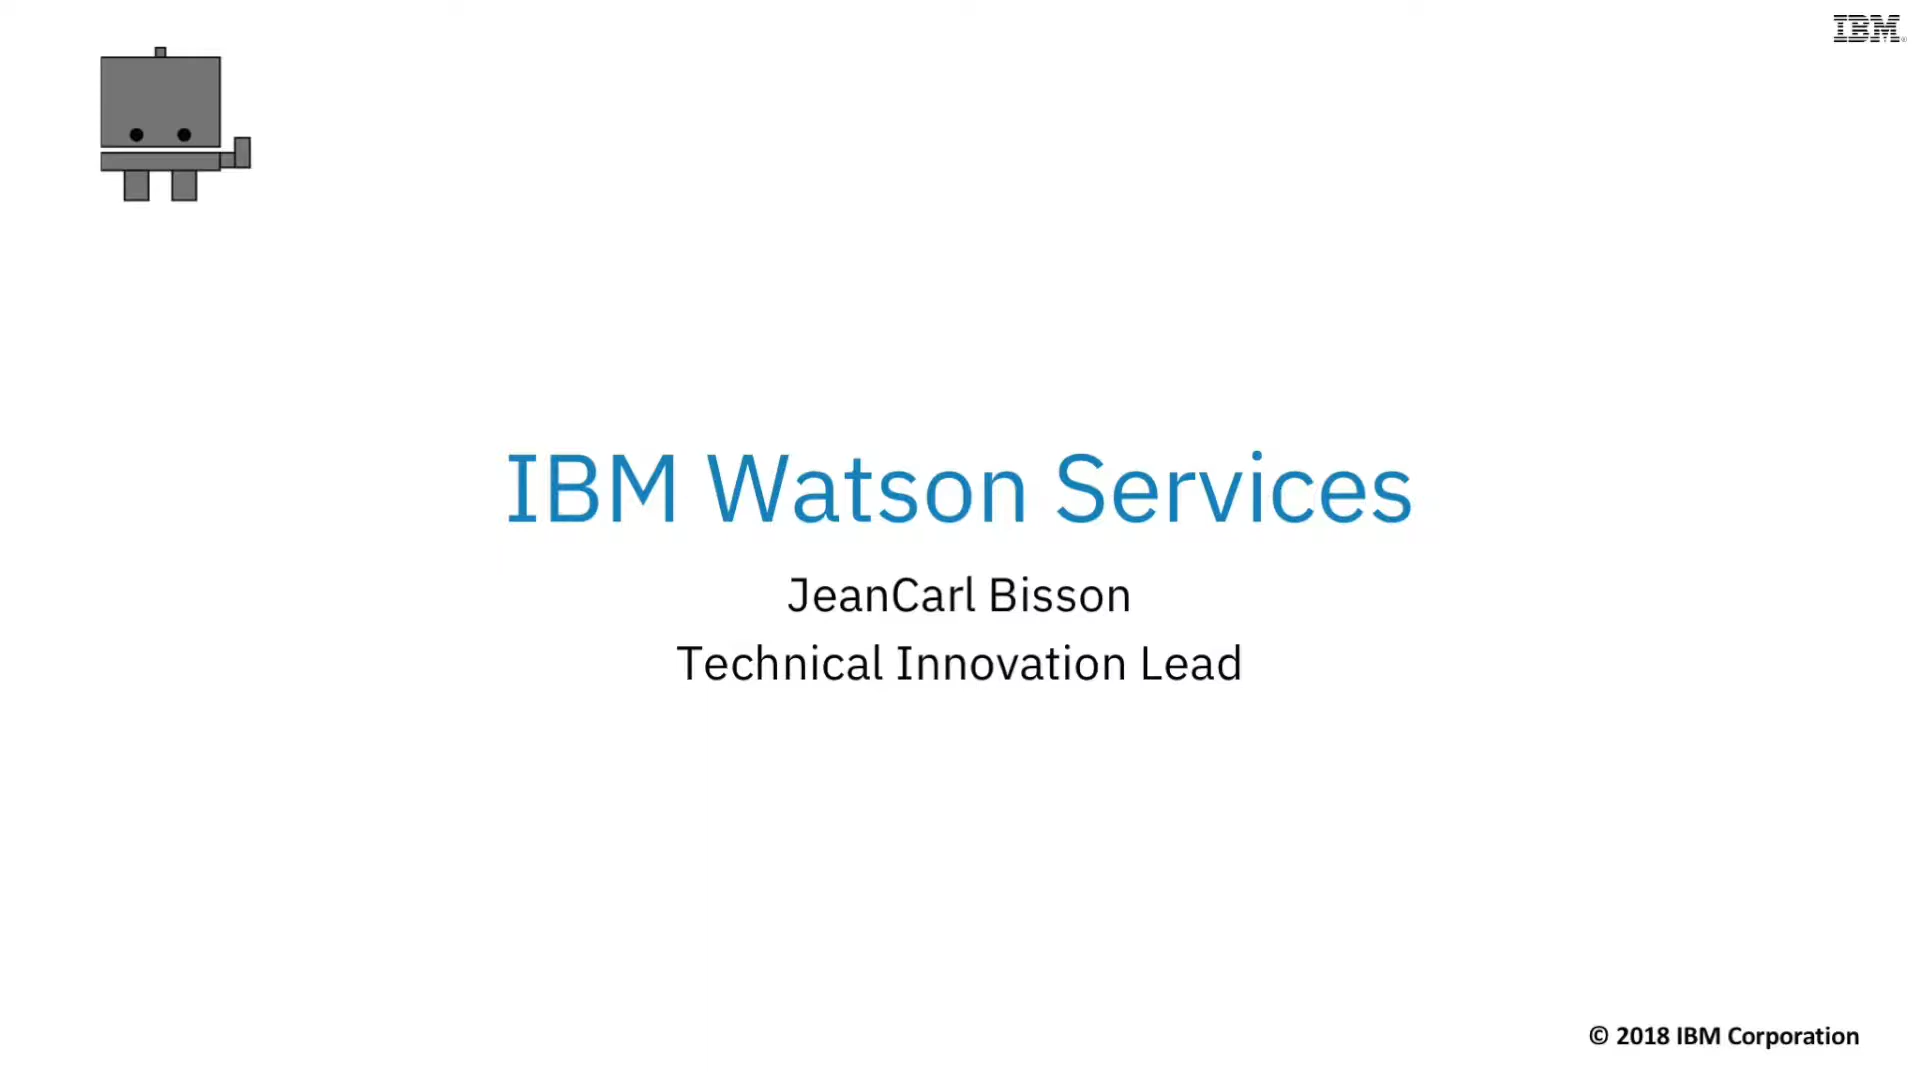 IBM
IBM Watson Services
JeanCarl Bisson
Technical Innovation Lead
© 2018 IBM Corporation